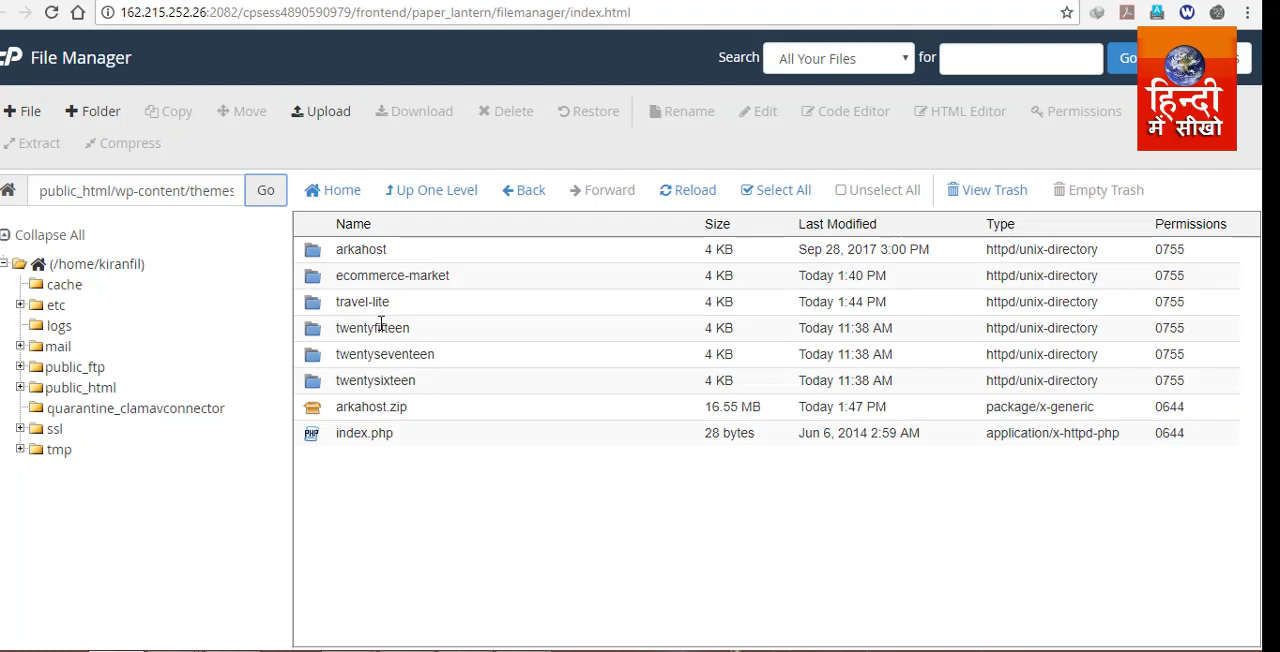 162.215.252.26:2082/cpsess4890590979/frontend/paper_lantern/filemanager/index.html
cP File Manager Search All Your Files for Go
हिन्दी
में सीखो
File Folder Copy Move Upload Download Delete Restore Rename Edit Code Editor HTML Editor Permissions
Extract Compress
public_html/wp-content/themes Go Home Up One Level Back Forward Reload Select All Unselect All View Trash Empty Trash
Collapse All
(/home/kiranfil)
cache
etc
logs
mail
public_ftp
public_html
quarantine_clamavconnector
ssl
tmp
Name Size Last Modified Type Permissions
arkahost 4 KB Sep 28, 2017 3:00 PM httpd/unix-directory 0755
ecommerce-market 4 KB Today 1:40 PM httpd/unix-directory 0755
travel-lite 4 KB Today 1:44 PM httpd/unix-directory 0755
twentyfifteen 4 KB Today 11:38 AM httpd/unix-directory 0755
twentyseventeen 4 KB Today 11:38 AM httpd/unix-directory 0755
twentysixteen 4 KB Today 11:38 AM httpd/unix-directory 0755
arkahost.zip 16.55 MB Today 1:47 PM package/x-generic 0644
PHP index.php 28 bytes Jun 6, 2014 2:59 AM application/x-httpd-php 0644